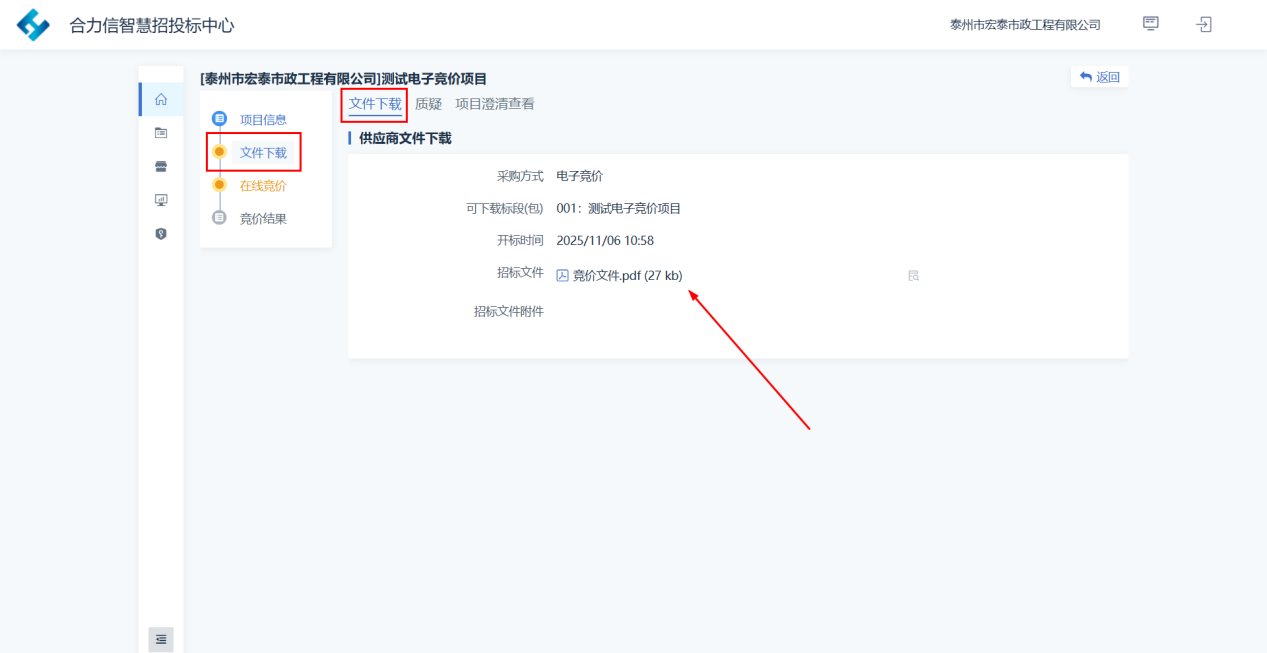 合力信智慧招投标中心
泰州市宏泰市政工程有限公司
[泰州市宏泰市政工程有限公司]测试电子竞价项目
返回
项目信息
文件下载
在线竞价
竞价结果
文件下载 质疑 项目澄清查看
供应商文件下载
采购方式 电子竞价
可下载标段(包) 001：测试电子竞价项目
开标时间 2025/11/06 10:58
招标文件 竞价文件.pdf (27 kb)
招标文件附件